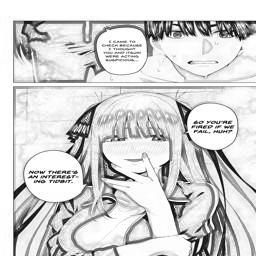 I CAME TO
CHECK BECAUSE
I THOUGHT
YOU AND ITSUKI
WERE ACTING
SUSPICIOUS...
SO YOU'RE
FIRED IF WE
FAIL, HUH?
NOW THERE'S
AN INTEREST-
ING TIDBIT.